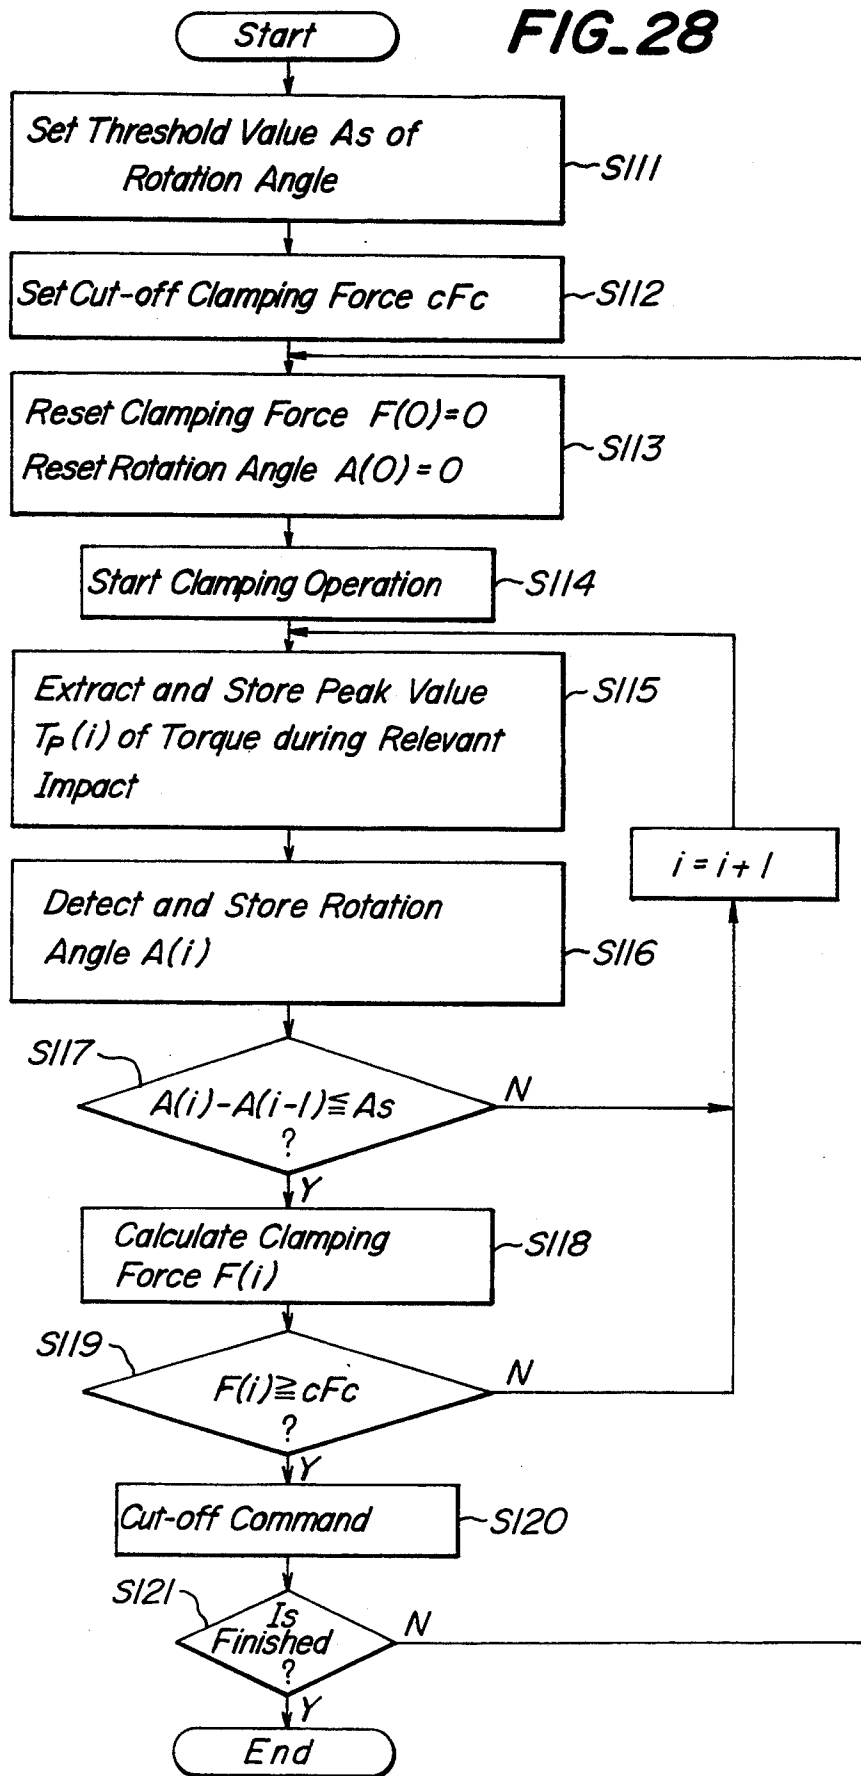 Start
FIG_28
Set Threshold Value As of
Rotation Angle
S111
Set Cut-off Clamping Force cFc
S112
Reset Clamping Force F(0)=0
Reset Rotation Angle A(0)=0
S113
Start Clamping Operation
S114
Extract and Store Peak Value
Tp(i) of Torque during Relevant
Impact
S115
i=i+1
Detect and Store Rotation
Angle A(i)
S116
S117
A(i)-A(i-1)≦As
?
N
Y
Calculate Clamping
Force F(i)
S118
S119
F(i)≧cFc
?
N
Y
Cut-off Command
S120
S121
Is
Finished
?
N
Y
End